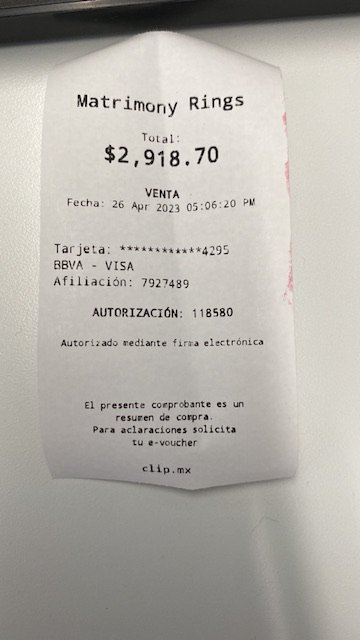 Matrimony Rings
Total:
$2,918.70
VENTA
Fecha: 26 Apr 2023 05:06:20 PM
Tarjeta: ************4295
BBVA - VISA
Afiliación: 7927489
AUTORIZACIÓN: 118580
Autorizado mediante firma electrónica
El presente comprobante es un
resumen de compra.
Para aclaraciones solicita
tu e-voucher
clip.mx